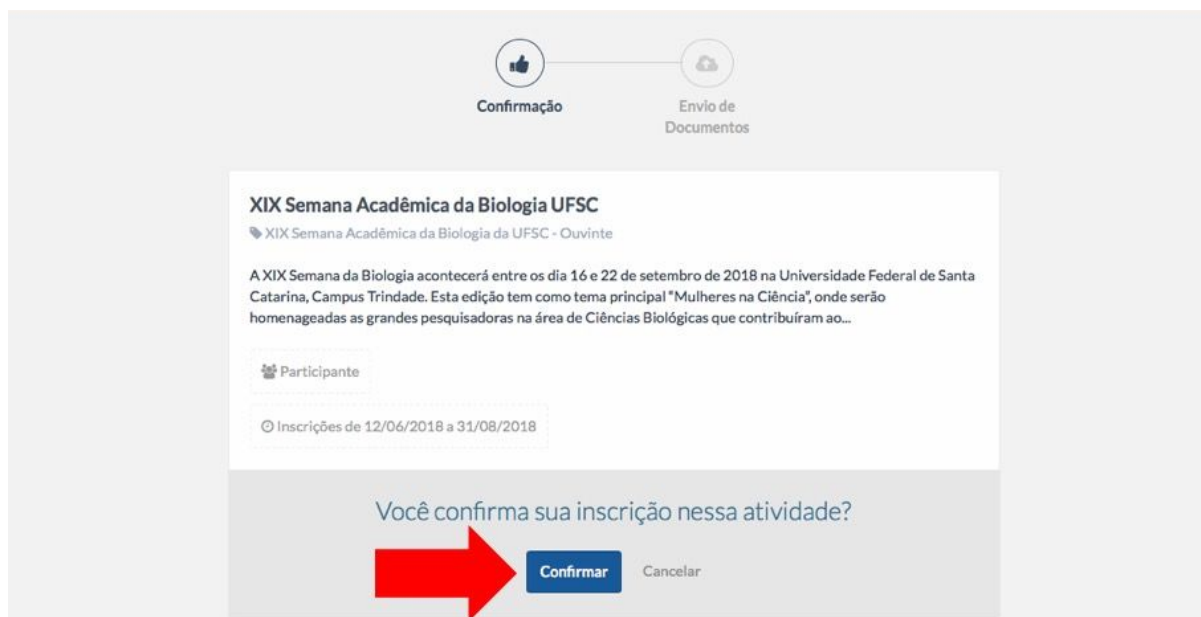 Confirmação
Envio de
Documentos
XIX Semana Acadêmica da Biologia UFSC
XIX Semana Acadêmica da Biologia da UFSC - Ouvinte
A XIX Semana da Biologia acontecerá entre os dia 16 e 22 de setembro de 2018 na Universidade Federal de Santa
Catarina, Campus Trindade. Esta edição tem como tema principal "Mulheres na Ciência", onde serão
homenageadas as grandes pesquisadoras na área de Ciências Biológicas que contribuíram ao...
Participante
Inscrições de 12/06/2018 a 31/08/2018
Você confirma sua inscrição nessa atividade?
Confirmar Cancelar